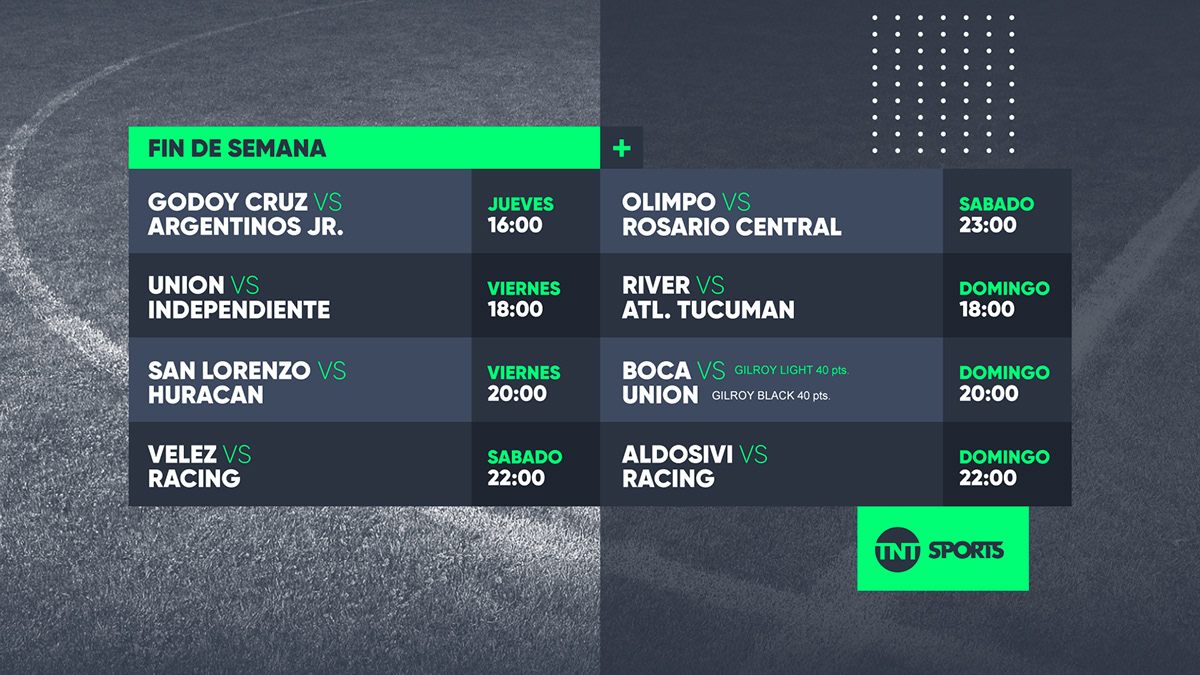 FIN DE SEMANA +
GODOY CRUZ VS
ARGENTINOS JR.
JUEVES
16:00
UNION VS
INDEPENDIENTE
VIERNES
18:00
SAN LORENZO VS
HURACAN
VIERNES
20:00
VELEZ VS
RACING
SABADO
22:00
OLIMPO VS
ROSARIO CENTRAL
SABADO
23:00
RIVER VS
ATL. TUCUMAN
DOMINGO
18:00
BOCA VS GILROY LIGHT 40 pts.
UNION GILROY BLACK 40 pts.
DOMINGO
20:00
ALDOSIVI VS
RACING
DOMINGO
22:00
TNT SPORTS